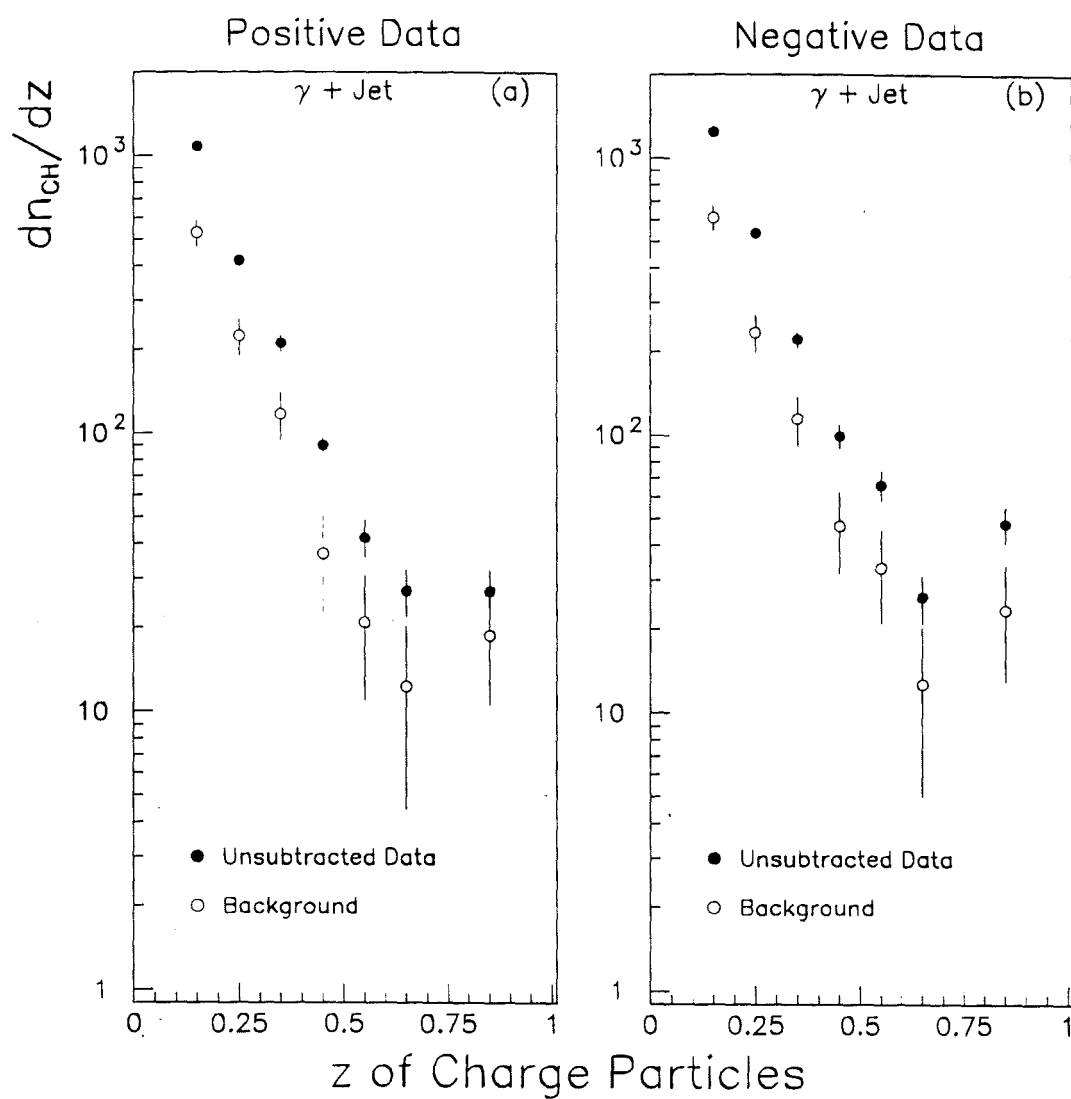 Positive Data
Negative Data
dn_CH/dz
γ + Jet (a)
γ + Jet (b)
10³
10²
10
1
10³
10²
10
1
● Unsubtracted Data
○ Background
● Unsubtracted Data
○ Background
0 0.25 0.5 0.75 1
0 0.25 0.5 0.75 1
z of Charge Particles